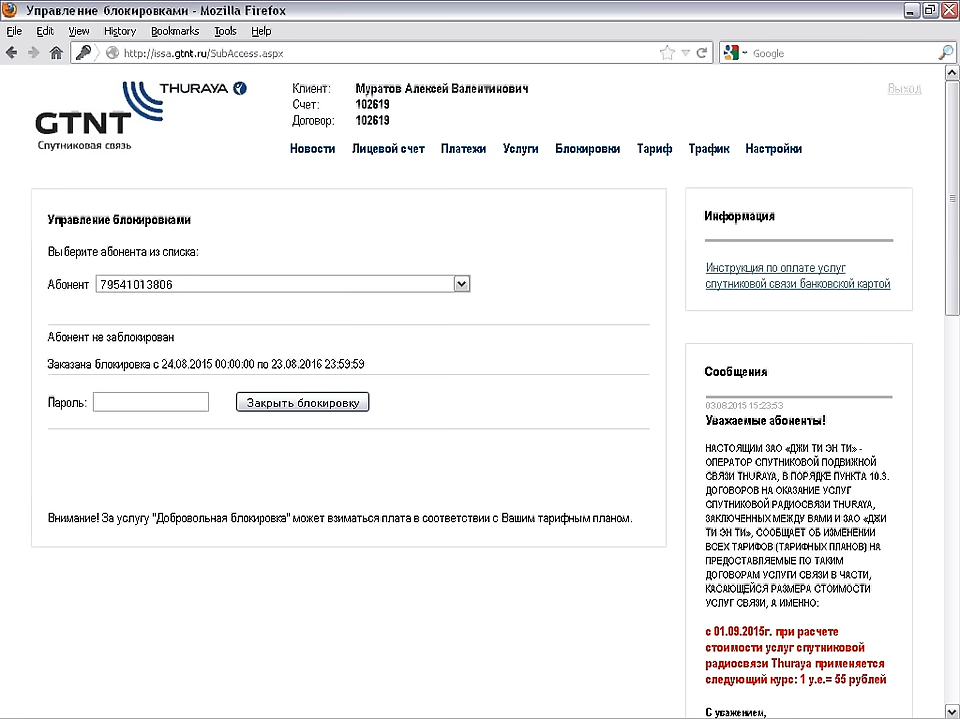 Управление блокировками - Mozilla Firefox
File Edit View History Bookmarks Tools Help
http://issa.gtnt.ru/SubAccess.aspx
Google
THURAYA
GTNT
Спутниковая связь
Клиент: Муратов Алексей Валентинович
Счет: 102619
Договор: 102619
Выход
Новости Лицевой счет Платежи Услуги Блокировки Тариф Трафик Настройки
Управление блокировками
Выберите абонента из списка:
Абонент 79541013806
Абонент не заблокирован
Заказана блокировка с 24.08.2015 00:00:00 по 23.08.2016 23:59:59
Пароль: Закрыть блокировку
Внимание! За услугу "Добровольная блокировка" может взиматься плата в соответствии с Вашим тарифным планом.
Информация
Инструкция по оплате услуг
спутниковой связи банковской картой
Сообщения
03.08.2015 15:23:53
Уважаемые абоненты!
НАСТОЯЩИМ ЗАО «ДЖИ ТИ ЭН ТИ» -
ОПЕРАТОР СПУТНИКОВОЙ ПОДВИЖНОЙ
СВЯЗИ THURAYA, В ПОРЯДКЕ ПУНКТА 10.3.
ДОГОВОРОВ НА ОКАЗАНИЕ УСЛУГ
СПУТНИКОВОЙ РАДИОСВЯЗИ THURAYA,
ЗАКЛЮЧЕННЫХ МЕЖДУ ВАМИ И ЗАО «ДЖИ
ТИ ЭН ТИ», СООБЩАЕТ ОБ ИЗМЕНЕНИИ
ВСЕХ ТАРИФОВ (ТАРИФНЫХ ПЛАНОВ) НА
ПРЕДОСТАВЛЯЕМЫЕ ПО ТАКИМ
ДОГОВОРАМ УСЛУГИ СВЯЗИ В ЧАСТИ,
КАСАЮЩЕЙСЯ РАЗМЕРА СТОИМОСТИ
УСЛУГ СВЯЗИ, А ИМЕННО:
с 01.09.2015г. при расчете
стоимости услуг спутниковой
радиосвязи Thuraya применяется
следующий курс: 1 у.е.= 55 рублей
С уважением,